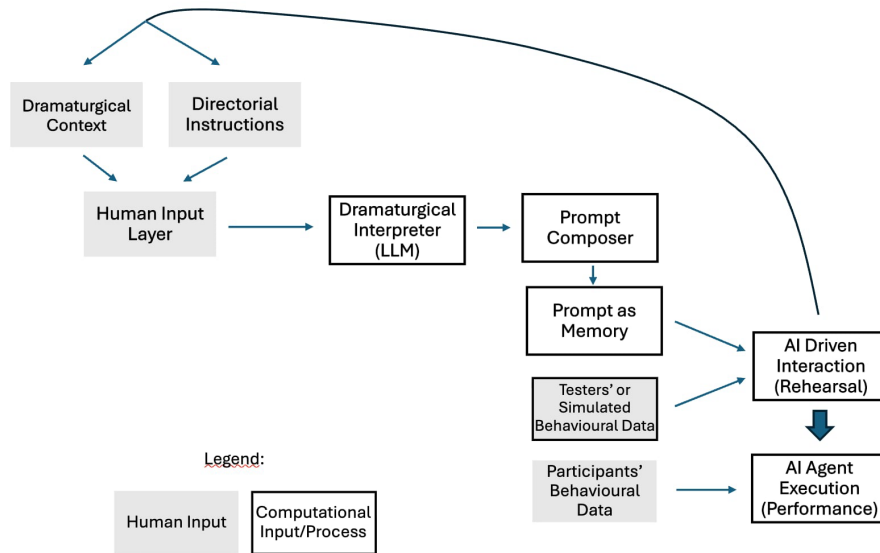 Dramaturgical
Context
Directorial
Instructions
Human Input
Layer
Dramaturgical
Interpreter
(LLM)
Prompt
Composer
Prompt as
Memory
AI Driven
Interaction
(Rehearsal)
Testers' or
Simulated
Behavioural Data
Participants'
Behavioural
Data
AI Agent
Execution
(Performance)
Legend:
Human Input
Computational
Input/Process